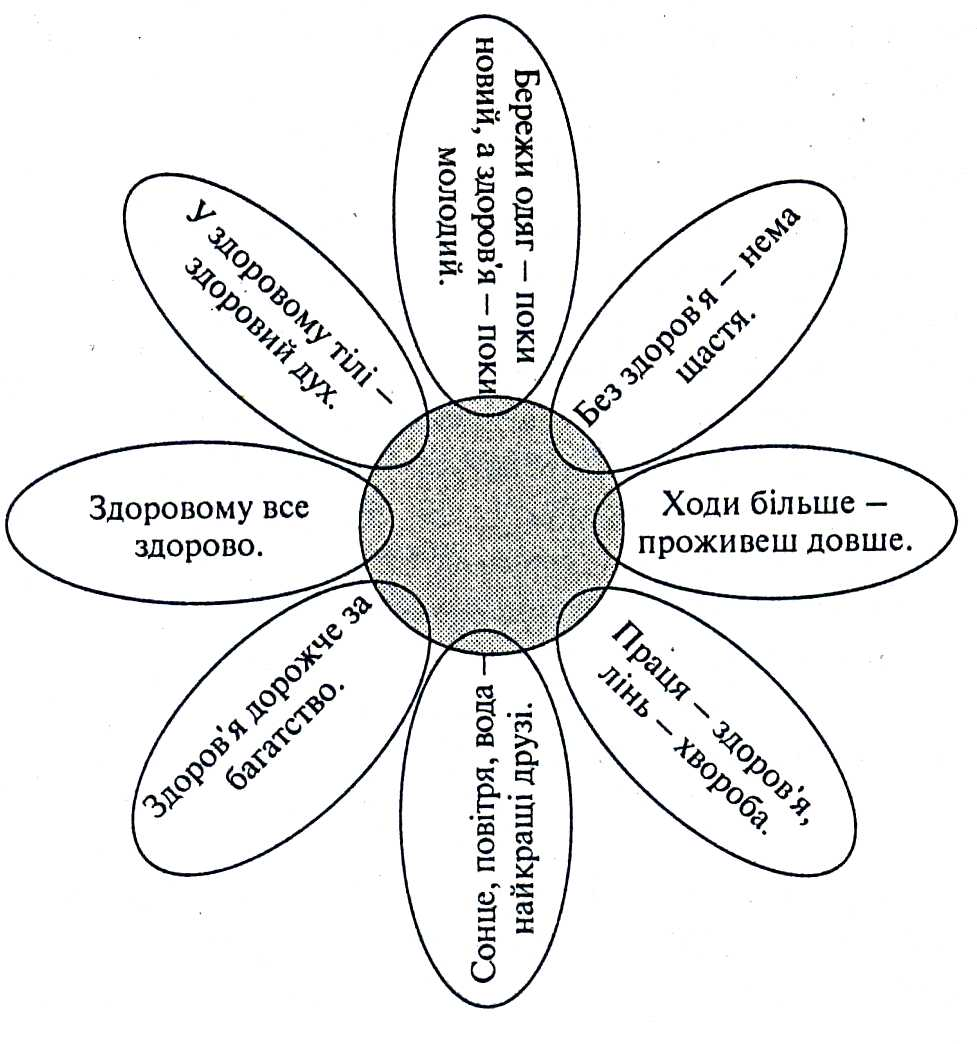 Бережи одяг – поки
новий, а здоров'я – поки
молодий.
Без здоров'я – нема
щастя.
Ходи більше –
проживеш довше.
Праця – здоров'я,
лінь – хвороба.
Сонце, повітря, вода –
найкращі друзі.
Здоров'я дорожче за
багатство.
Здоровому все
здорово.
У здоровому тілі –
здоровий дух.